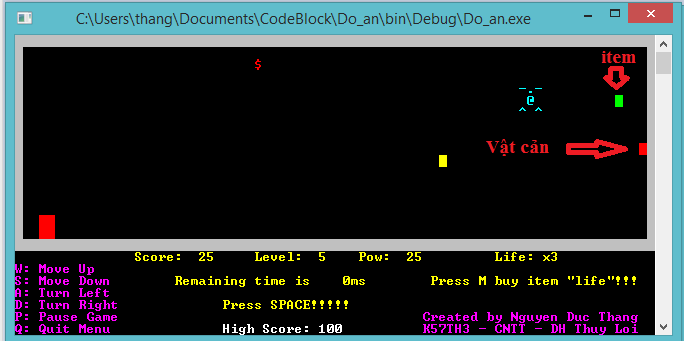 C:\Users\thang\Documents\CodeBlock\Do_an\bin\Debug\Do_an.exe
item
$
@
Vật cản
Score: 25 Level: 5 Pow: 25 Life: x3
W: Move Up
S: Move Down Remaining time is 0ms Press M buy item "life"!!!
A: Turn Left
D: Turn Right Press SPACE!!!!!
P: Pause Game Created by Nguyen Duc Thang
Q: Quit Menu High Score: 100 K57TH3 - CNTT - DH Thuy Loi